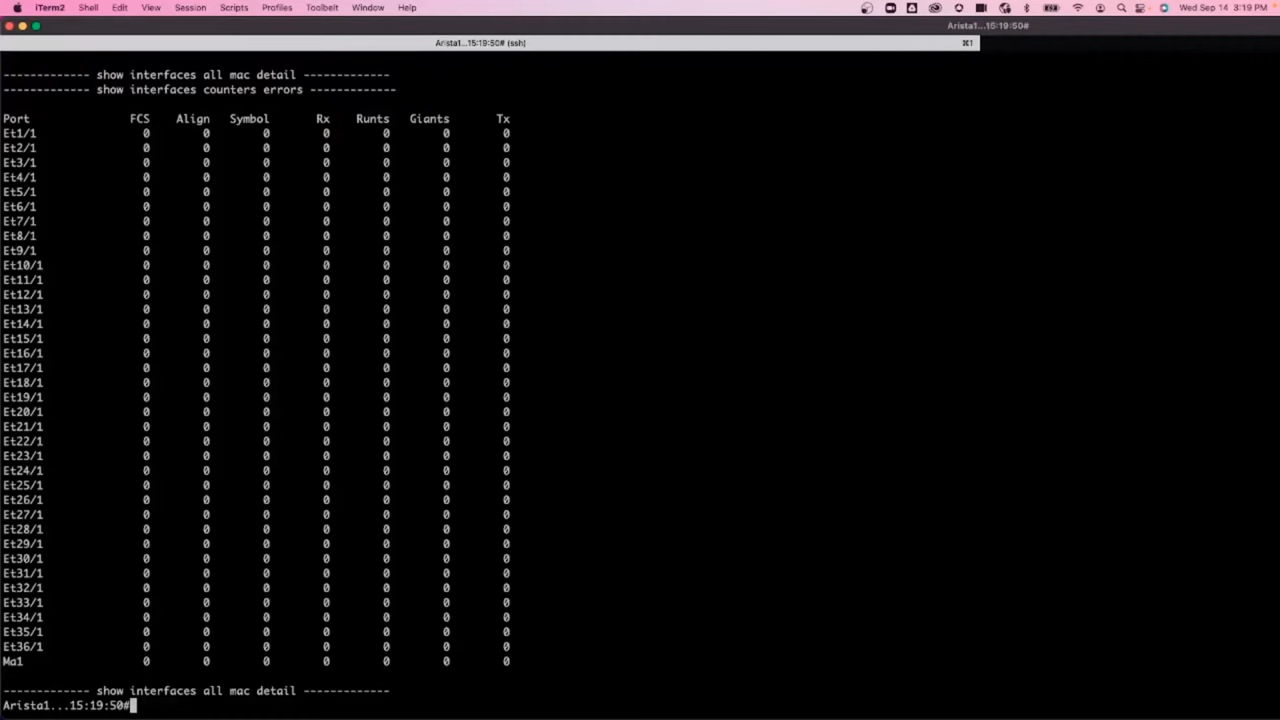 iTerm2 Shell Edit View Session Scripts Profiles Toolbelt Window Help Wed Sep 14 3:19 PM
Arista1...15:19:50#
Arista1...15:19:50# (ssh) ⌘1
------------- show interfaces all mac detail -------------
------------- show interfaces counters errors -------------
Port FCS Align Symbol Rx Runts Giants Tx
Et1/1 0 0 0 0 0 0 0
Et2/1 0 0 0 0 0 0 0
Et3/1 0 0 0 0 0 0 0
Et4/1 0 0 0 0 0 0 0
Et5/1 0 0 0 0 0 0 0
Et6/1 0 0 0 0 0 0 0
Et7/1 0 0 0 0 0 0 0
Et8/1 0 0 0 0 0 0 0
Et9/1 0 0 0 0 0 0 0
Et10/1 0 0 0 0 0 0 0
Et11/1 0 0 0 0 0 0 0
Et12/1 0 0 0 0 0 0 0
Et13/1 0 0 0 0 0 0 0
Et14/1 0 0 0 0 0 0 0
Et15/1 0 0 0 0 0 0 0
Et16/1 0 0 0 0 0 0 0
Et17/1 0 0 0 0 0 0 0
Et18/1 0 0 0 0 0 0 0
Et19/1 0 0 0 0 0 0 0
Et20/1 0 0 0 0 0 0 0
Et21/1 0 0 0 0 0 0 0
Et22/1 0 0 0 0 0 0 0
Et23/1 0 0 0 0 0 0 0
Et24/1 0 0 0 0 0 0 0
Et25/1 0 0 0 0 0 0 0
Et26/1 0 0 0 0 0 0 0
Et27/1 0 0 0 0 0 0 0
Et28/1 0 0 0 0 0 0 0
Et29/1 0 0 0 0 0 0 0
Et30/1 0 0 0 0 0 0 0
Et31/1 0 0 0 0 0 0 0
Et32/1 0 0 0 0 0 0 0
Et33/1 0 0 0 0 0 0 0
Et34/1 0 0 0 0 0 0 0
Et35/1 0 0 0 0 0 0 0
Et36/1 0 0 0 0 0 0 0
Ma1 0 0 0 0 0 0 0
------------- show interfaces all mac detail -------------
Arista1...15:19:50#